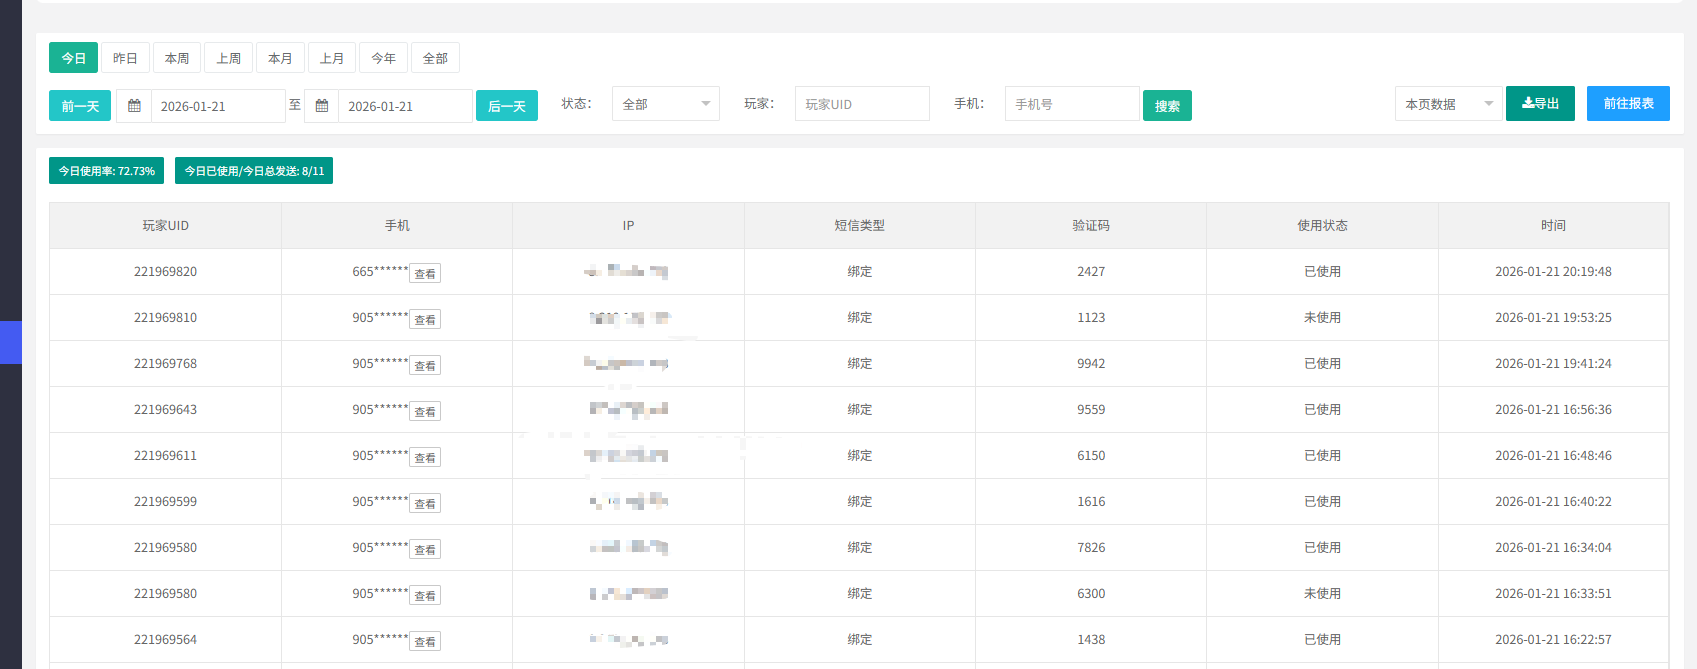 今日 昨日 本周 上周 本月 上月 今年 全部
前一天 2026-01-21 至 2026-01-21 后一天 状态： 全部 玩家： 玩家UID 手机： 手机号 搜索 本页数据 导出 前往报表
今日使用率: 72.73% 今日已使用/今日总发送: 8/11
玩家UID 手机 IP 短信类型 验证码 使用状态 时间
221969820 665******查看 绑定 2427 已使用 2026-01-21 20:19:48
221969810 905******查看 绑定 1123 未使用 2026-01-21 19:53:25
221969768 905******查看 绑定 9942 已使用 2026-01-21 19:41:24
221969643 905******查看 绑定 9559 已使用 2026-01-21 16:56:36
221969611 905******查看 绑定 6150 已使用 2026-01-21 16:48:46
221969599 905******查看 绑定 1616 已使用 2026-01-21 16:40:22
221969580 905******查看 绑定 7826 已使用 2026-01-21 16:34:04
221969580 905******查看 绑定 6300 未使用 2026-01-21 16:33:51
221969564 905******查看 绑定 1438 已使用 2026-01-21 16:22:57